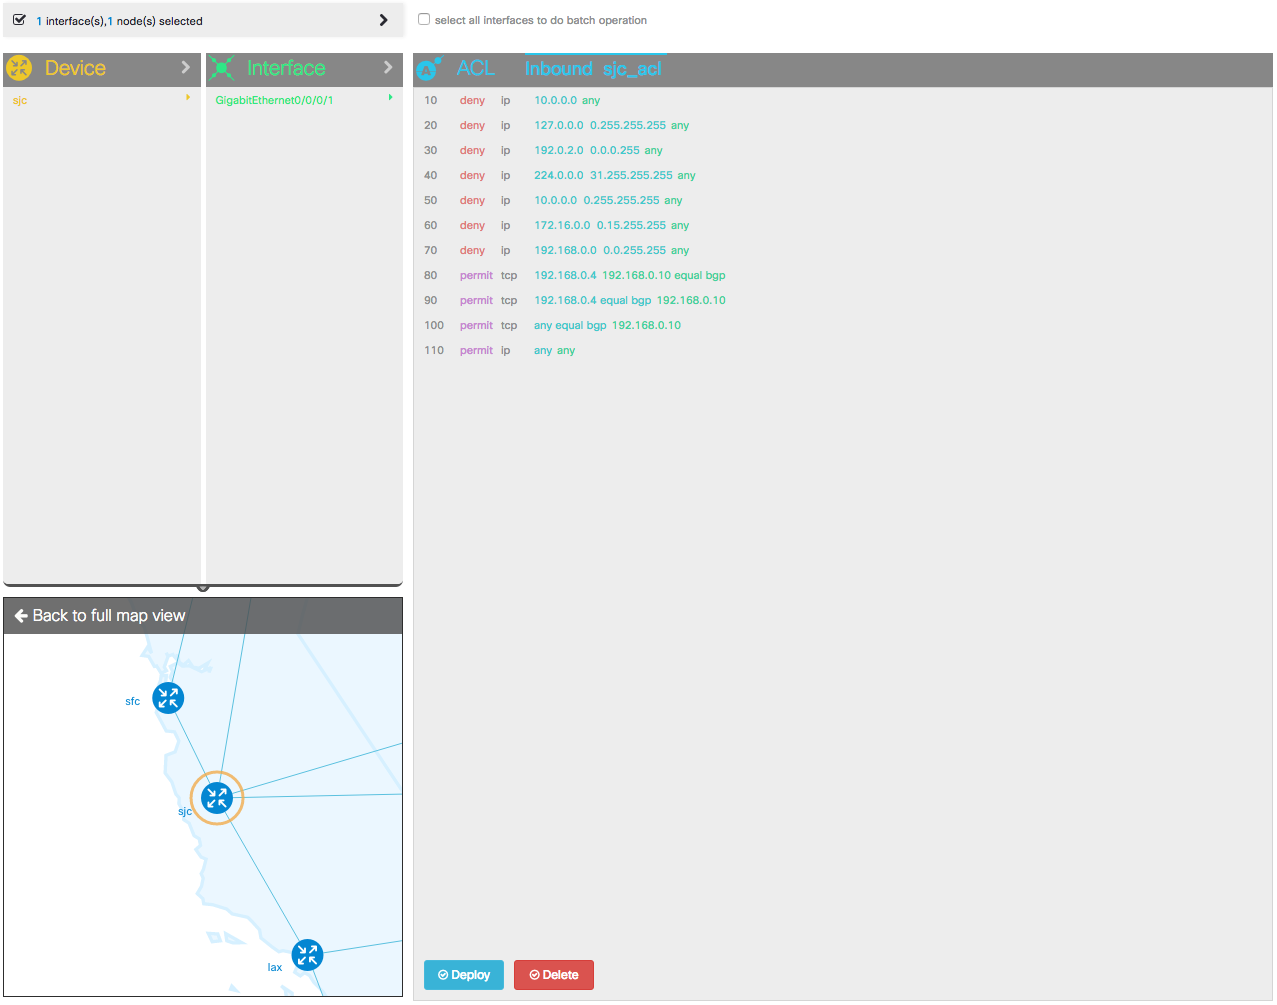 1 interface(s),1 node(s) selected
select all interfaces to do batch operation
Device
Interface
ACL Inbound sjc_acl
sjc
GigabitEthernet0/0/0/1
10 deny ip 10.0.0.0 any
20 deny ip 127.0.0.0 0.255.255.255 any
30 deny ip 192.0.2.0 0.0.0.255 any
40 deny ip 224.0.0.0 31.255.255.255 any
50 deny ip 10.0.0.0 0.255.255.255 any
60 deny ip 172.16.0.0 0.15.255.255 any
70 deny ip 192.168.0.0 0.0.255.255 any
80 permit tcp 192.168.0.4 192.168.0.10 equal bgp
90 permit tcp 192.168.0.4 equal bgp 192.168.0.10
100 permit tcp any equal bgp 192.168.0.10
110 permit ip any any
Back to full map view
sfc
sjc
lax
Deploy
Delete